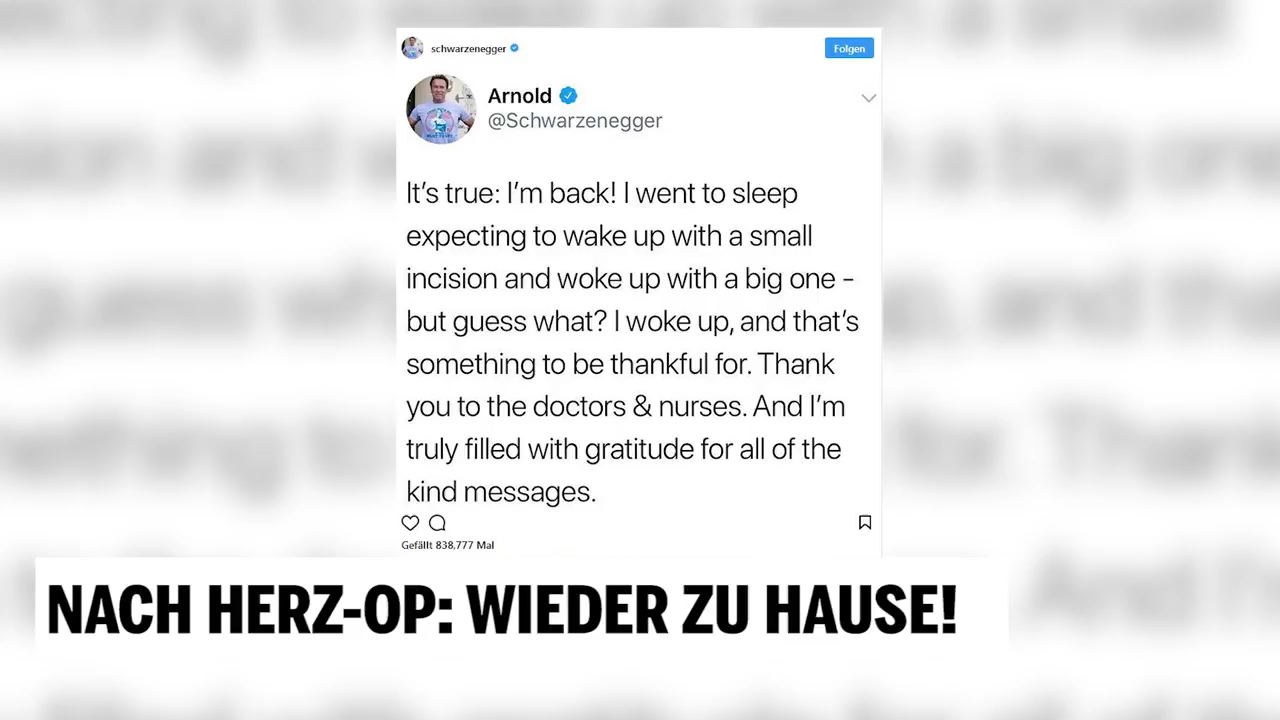 schwarzenegger
Folgen
Arnold
@Schwarzenegger
It's true: I'm back! I went to sleep
expecting to wake up with a small
incision and woke up with a big one -
but guess what? I woke up, and that's
something to be thankful for. Thank
you to the doctors & nurses. And I'm
truly filled with gratitude for all of the
kind messages.
Gefällt 838,777 Mal
NACH HERZ-OP: WIEDER ZU HAUSE!